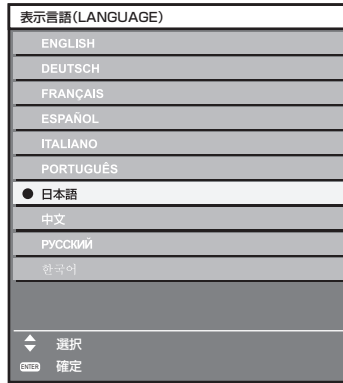 表示言語(LANGUAGE)
ENGLISH
DEUTSCH
FRANÇAIS
ESPAÑOL
ITALIANO
PORTUGUÊS
日本語
中文
РУССКИЙ
한국어
選択
ENTER 確定